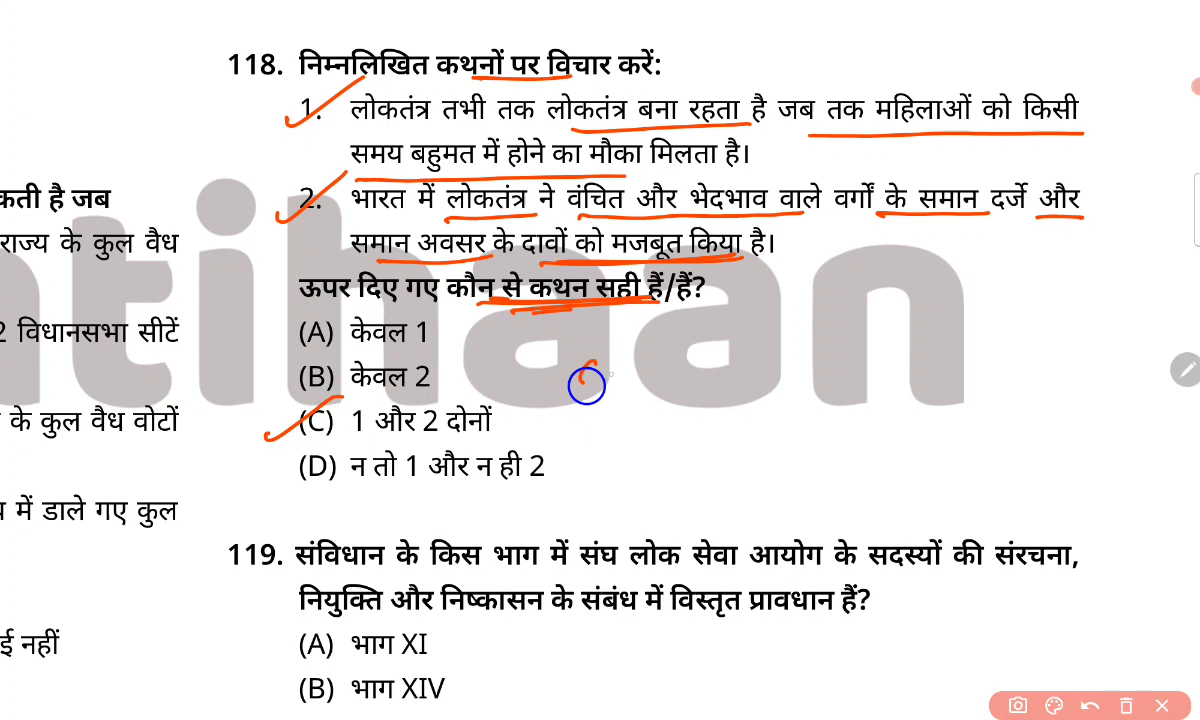 118. निम्नलिखित कथनों पर विचार करें:
1. लोकतंत्र तभी तक लोकतंत्र बना रहता है जब तक महिलाओं को किसी
समय बहुमत में होने का मौका मिलता है।
2. भारत में लोकतंत्र ने वंचित और भेदभाव वाले वर्गों के समान दर्जे और
समान अवसर के दावों को मजबूत किया है।
ऊपर दिए गए कौन से कथन सही हैं/हैं?
(A) केवल 1
(B) केवल 2
(C) 1 और 2 दोनों
(D) न तो 1 और न ही 2
119. संविधान के किस भाग में संघ लोक सेवा आयोग के सदस्यों की संरचना,
नियुक्ति और निष्कासन के संबंध में विस्तृत प्रावधान हैं?
(A) भाग XI
(B) भाग XIV
कती है जब
राज्य के कुल वैध
2 विधानसभा सीटें
के कुल वैध वोटों
में डाले गए कुल
ई नहीं
ntihaan